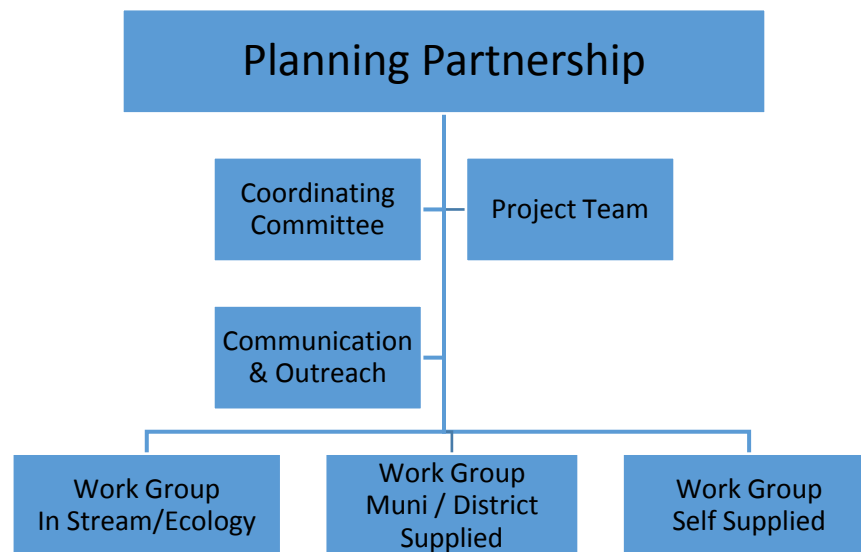 Planning Partnership
Coordinating
Committee
Project Team
Communication
& Outreach
Work Group
In Stream/Ecology
Work Group
Muni / District
Supplied
Work Group
Self Supplied